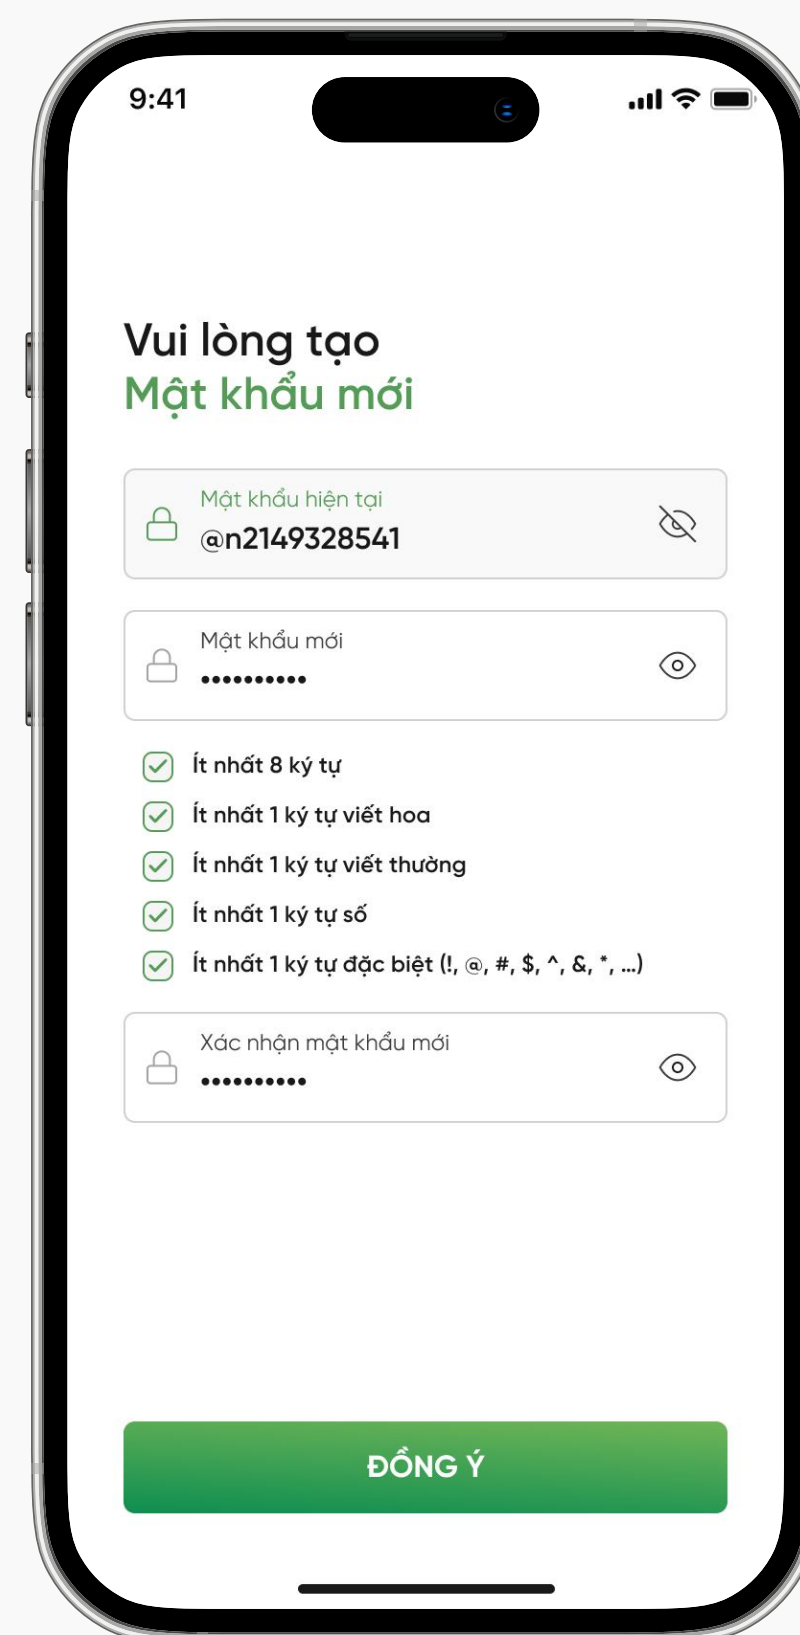 9:41
Vui lòng tạo
Mật khẩu mới
Mật khẩu hiện tại
@n2149328541
Mật khẩu mới
••••••••••
Ít nhất 8 ký tự
Ít nhất 1 ký tự viết hoa
Ít nhất 1 ký tự viết thường
Ít nhất 1 ký tự số
Ít nhất 1 ký tự đặc biệt (!, @, #, $, ^, &, *, ...)
Xác nhận mật khẩu mới
••••••••••
ĐỒNG Ý